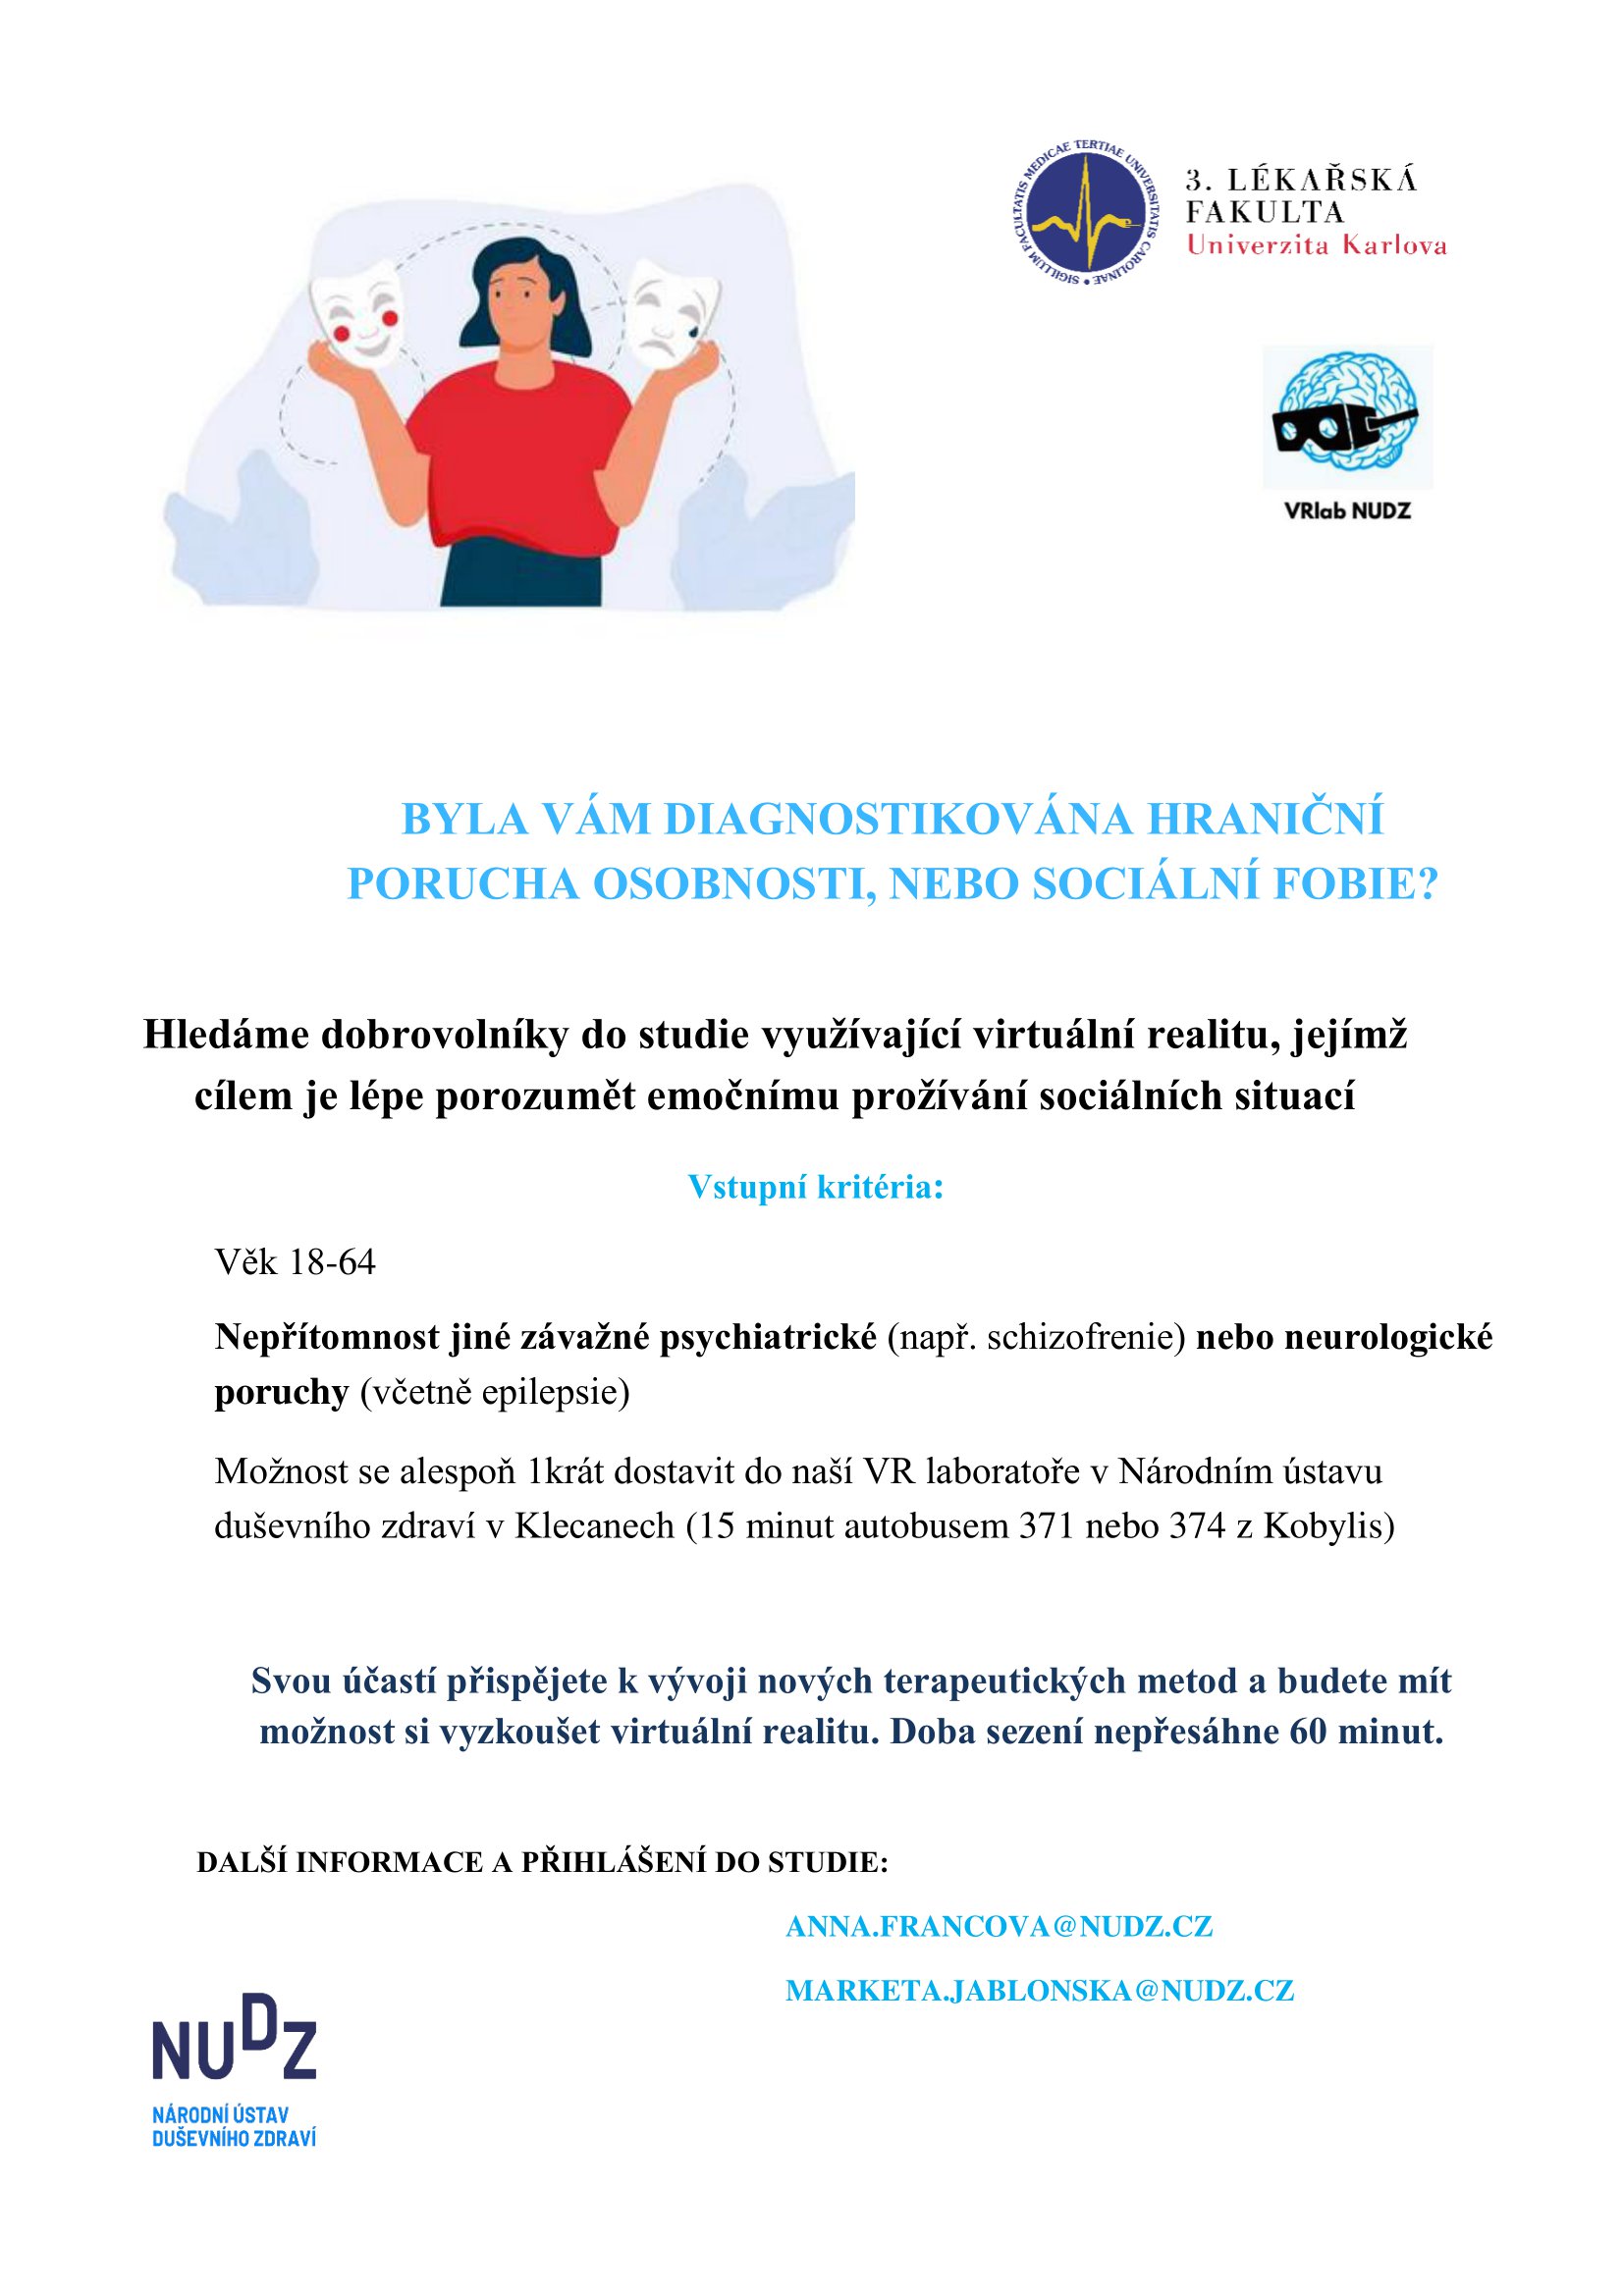 SIGILLUM FACULTATIS MEDICAE TERTIAE UNIVERSITATIS CAROLINAE •
3. LÉKAŘSKÁ
FAKULTA
Univerzita Karlova
VRlab NUDZ
BYLA VÁM DIAGNOSTIKOVÁNA HRANIČNÍ
PORUCHA OSOBNOSTI, NEBO SOCIÁLNÍ FOBIE?
Hledáme dobrovolníky do studie využívající virtuální realitu, jejímž
cílem je lépe porozumět emočnímu prožívání sociálních situací
Vstupní kritéria:
Věk 18-64
Nepřítomnost jiné závažné psychiatrické (např. schizofrenie) nebo neurologické
poruchy (včetně epilepsie)
Možnost se alespoň 1krát dostavit do naší VR laboratoře v Národním ústavu
duševního zdraví v Klecanech (15 minut autobusem 371 nebo 374 z Kobylis)
Svou účastí přispějete k vývoji nových terapeutických metod a budete mít
možnost si vyzkoušet virtuální realitu. Doba sezení nepřesáhne 60 minut.
DALŠÍ INFORMACE A PŘIHLÁŠENÍ DO STUDIE:
ANNA.FRANCOVA@NUDZ.CZ
MARKETA.JABLONSKA@NUDZ.CZ
NUDZ
NÁRODNÍ ÚSTAV
DUŠEVNÍHO ZDRAVÍ